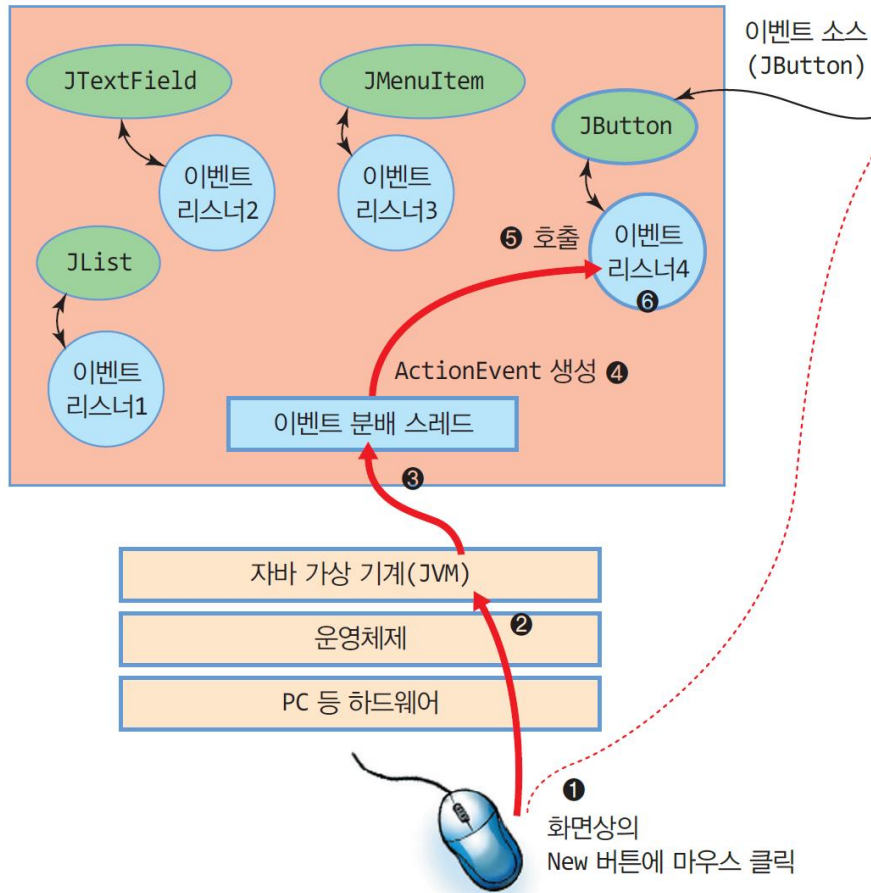 이벤트 소스
(JButton)
JTextField
JMenuItem
JButton
이벤트
리스너2
이벤트
리스너3
❺ 호출
이벤트
리스너4
❻
JList
이벤트
리스너1
ActionEvent 생성 ❹
이벤트 분배 스레드
❸
자바 가상 기계(JVM)
❷
운영체제
PC 등 하드웨어
❶
화면상의
New 버튼에 마우스 클릭